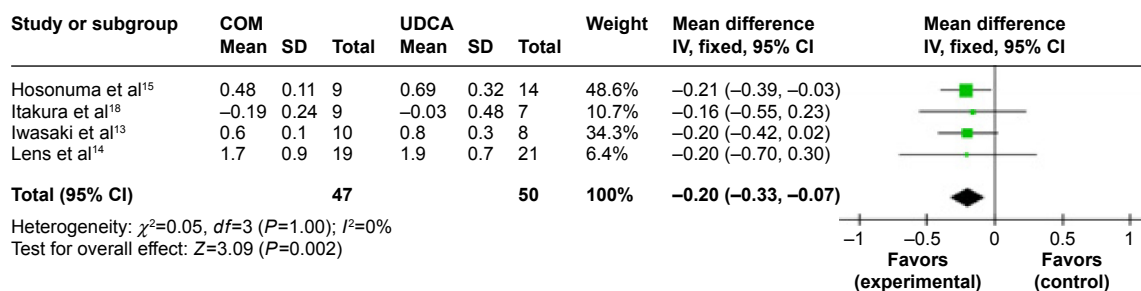 Study or subgroup COM UDCA Weight Mean difference Mean difference
Mean SD Total Mean SD Total IV, fixed, 95% CI IV, fixed, 95% CI
Hosonuma et al¹⁵ 0.48 0.11 9 0.69 0.32 14 48.6% –0.21 (–0.39, –0.03)
Itakura et al¹⁸ –0.19 0.24 9 –0.03 0.48 7 10.7% –0.16 (–0.55, 0.23)
Iwasaki et al¹³ 0.6 0.1 10 0.8 0.3 8 34.3% –0.20 (–0.42, 0.02)
Lens et al¹⁴ 1.7 0.9 19 1.9 0.7 21 6.4% –0.20 (–0.70, 0.30)
Total (95% CI) 47 50 100% –0.20 (–0.33, –0.07)
Heterogeneity: χ²=0.05, df=3 (P=1.00); I²=0%
Test for overall effect: Z=3.09 (P=0.002)
–1 –0.5 0 0.5 1
Favors Favors
(experimental) (control)